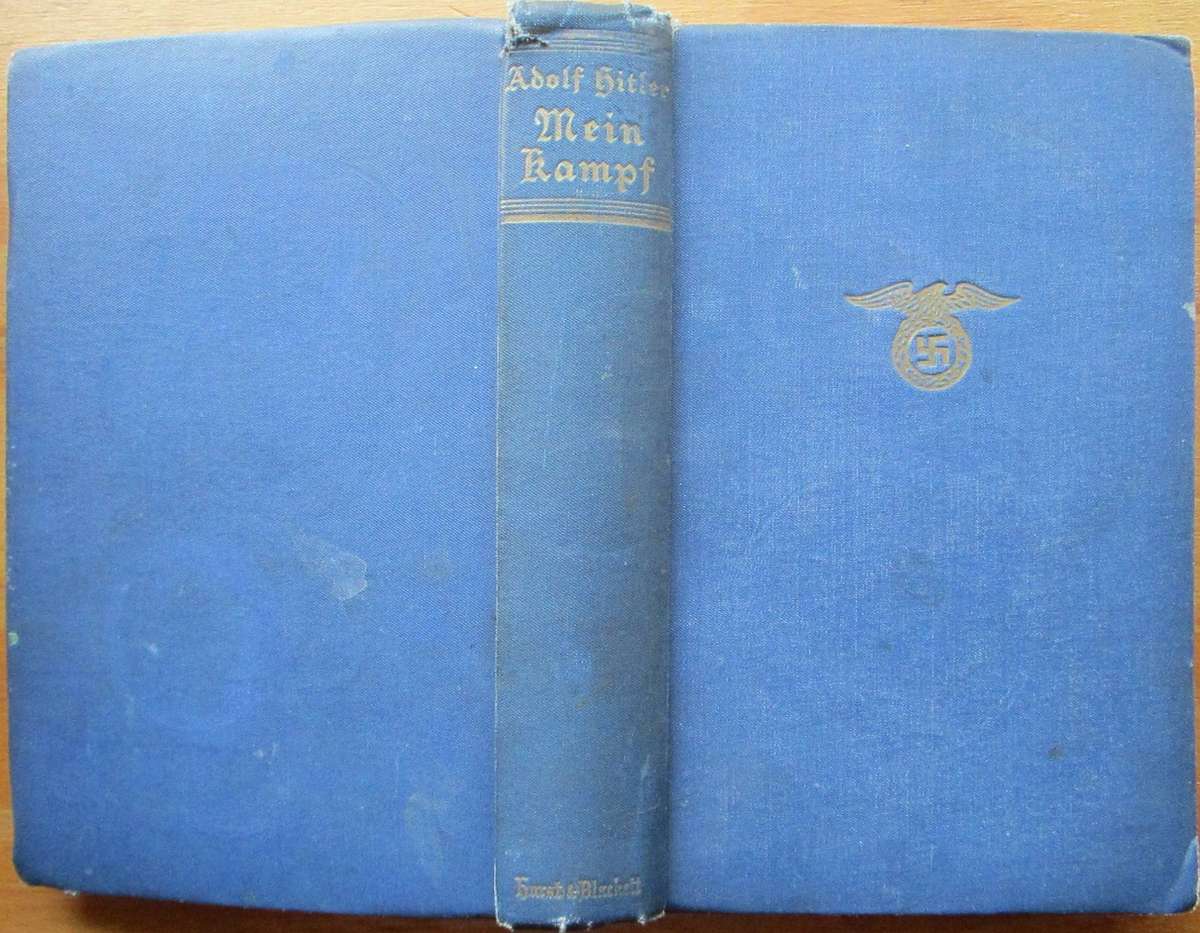 Adolf Hitler
Mein
Kampf
Hurst & Blackett